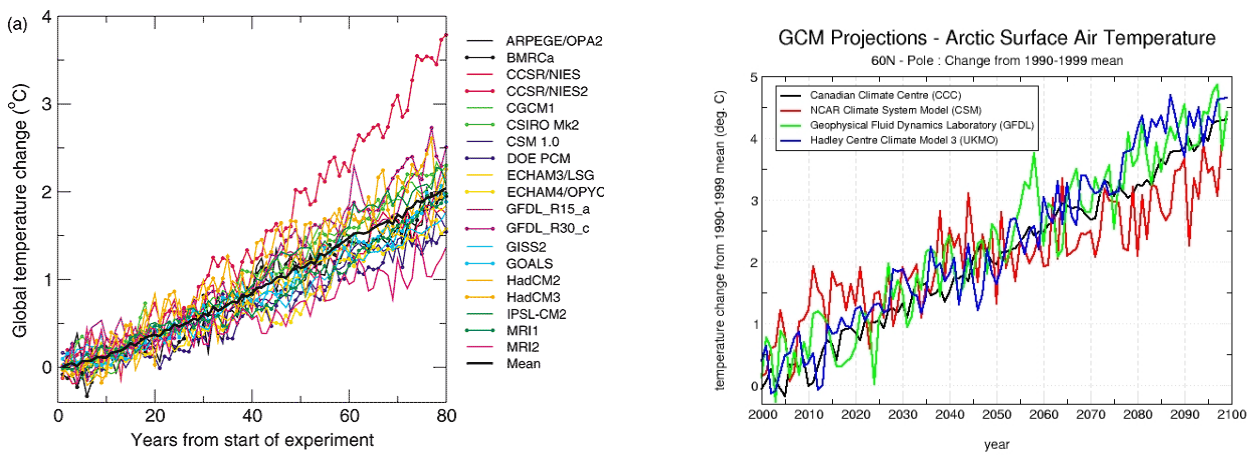 (a)
4
3
2
1
0
Global temperature change (°C)
0
20
40
60
80
Years from start of experiment
ARPEGE/OPA2
BMRCa
CCSR/NIES
CCSR/NIES2
CGCM1
CSIRO Mk2
CSM 1.0
DOE PCM
ECHAM3/LSG
ECHAM4/OPYC
GFDL_R15_a
GFDL_R30_c
GISS2
GOALS
HadCM2
HadCM3
IPSL-CM2
MRI1
MRI2
Mean
GCM Projections - Arctic Surface Air Temperature
60N - Pole : Change from 1990-1999 mean
Canadian Climate Centre (CCC)
NCAR Climate System Model (CSM)
Geophysical Fluid Dynamics Laboratory (GFDL)
Hadley Centre Climate Model 3 (UKMO)
temperature change from 1990-1999 mean (deg. C)
5
4
3
2
1
0
2000
2010
2020
2030
2040
2050
2060
2070
2080
2090
2100
year